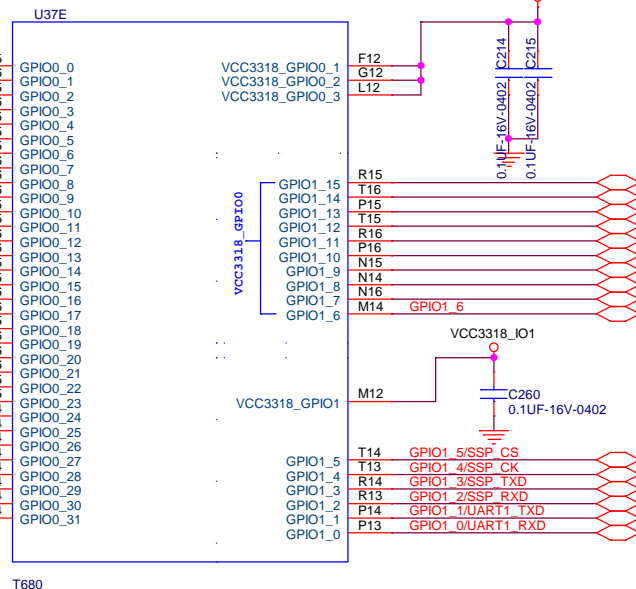 U37E
GPIO0_0
GPIO0_1
GPIO0_2
GPIO0_3
GPIO0_4
GPIO0_5
GPIO0_6
GPIO0_7
GPIO0_8
GPIO0_9
GPIO0_10
GPIO0_11
GPIO0_12
GPIO0_13
GPIO0_14
GPIO0_15
GPIO0_16
GPIO0_17
GPIO0_18
GPIO0_19
GPIO0_20
GPIO0_21
GPIO0_22
GPIO0_23
GPIO0_24
GPIO0_25
GPIO0_26
GPIO0_27
GPIO0_28
GPIO0_29
GPIO0_30
GPIO0_31
VCC3318_GPIO0_1 F12
VCC3318_GPIO0_2 G12
VCC3318_GPIO0_3 L12
C214
0.1UF-16V-0402
C215
0.1UF-16V-0402
VCC3318_GPIO0
GPIO1_15 R15
GPIO1_14 T16
GPIO1_13 P15
GPIO1_12 T15
GPIO1_11 R16
GPIO1_10 P16
GPIO1_9 N15
GPIO1_8 N14
GPIO1_7 N16
GPIO1_6 M14 GPIO1_6
VCC3318_IO1
VCC3318_GPIO1 M12
C260
0.1UF-16V-0402
GPIO1_5 T14 GPIO1_5/SSP_CS
GPIO1_4 T13 GPIO1_4/SSP_CK
GPIO1_3 R14 GPIO1_3/SSP_TXD
GPIO1_2 R13 GPIO1_2/SSP_RXD
GPIO1_1 P14 GPIO1_1/UART1_TXD
GPIO1_0 P13 GPIO1_0/UART1_RXD
T680